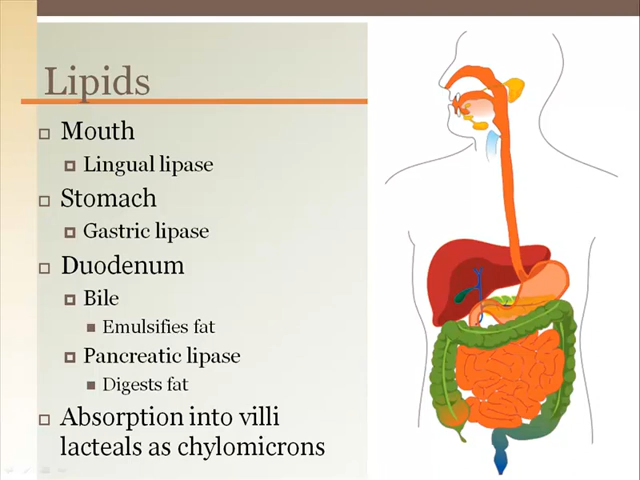 Lipids
Mouth
Lingual lipase
Stomach
Gastric lipase
Duodenum
Bile
Emulsifies fat
Pancreatic lipase
Digests fat
Absorption into villi
lacteals as chylomicrons